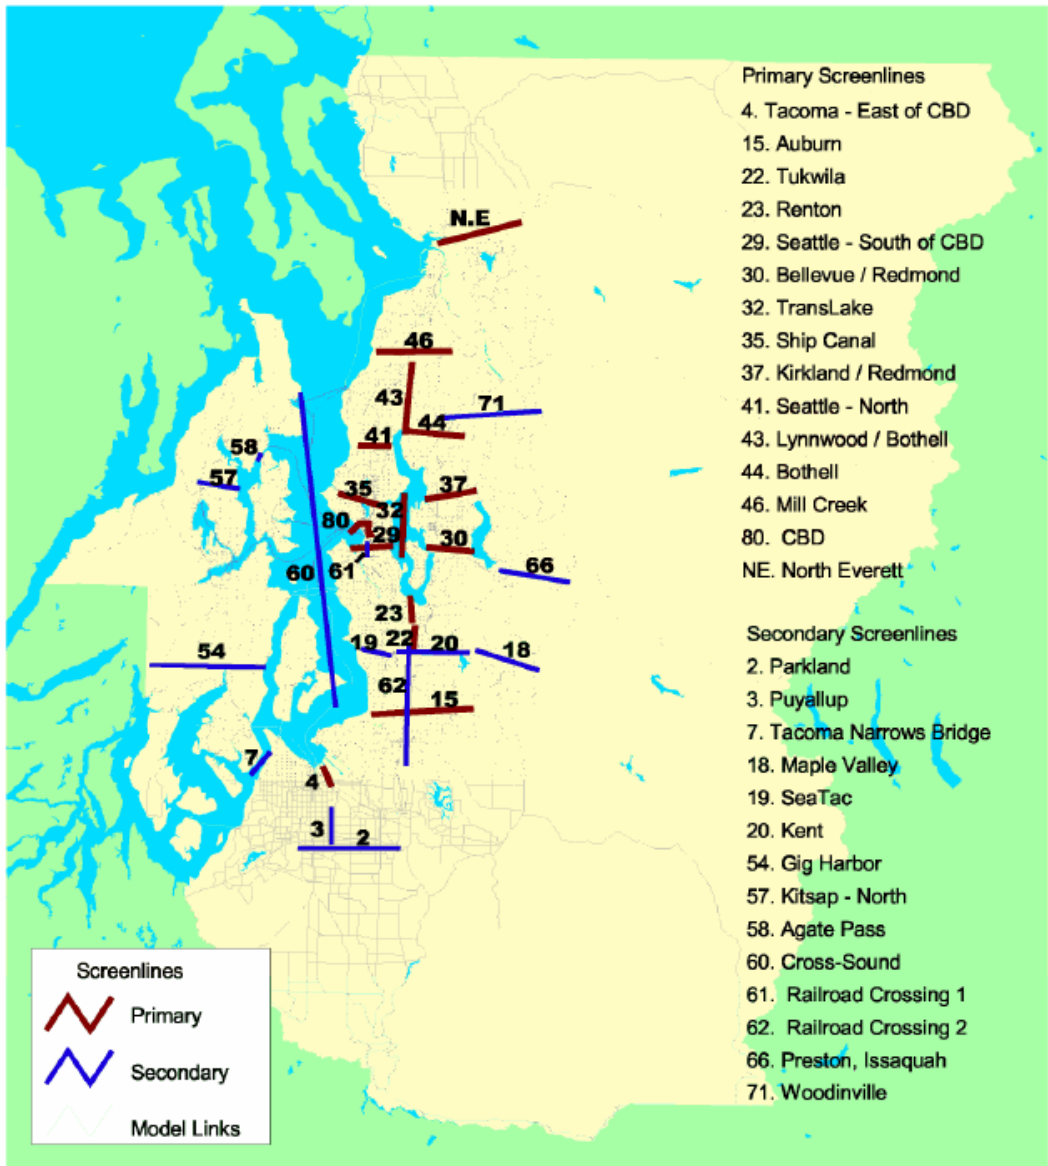 Primary Screenlines
4. Tacoma - East of CBD
15. Auburn
22. Tukwila
23. Renton
29. Seattle - South of CBD
30. Bellevue / Redmond
32. TransLake
35. Ship Canal
37. Kirkland / Redmond
41. Seattle - North
43. Lynnwood / Bothell
44. Bothell
46. Mill Creek
80. CBD
NE. North Everett
Secondary Screenlines
2. Parkland
3. Puyallup
7. Tacoma Narrows Bridge
18. Maple Valley
19. SeaTac
20. Kent
54. Gig Harbor
57. Kitsap - North
58. Agate Pass
60. Cross-Sound
61. Railroad Crossing 1
62. Railroad Crossing 2
66. Preston, Issaquah
71. Woodinville
N.E
46
43
71
44
41
58
57
35
37
32
80
29
30
61
60
66
23
22
19
20
18
54
62
15
7
4
3
2
Screenlines
Primary
Secondary
Model Links